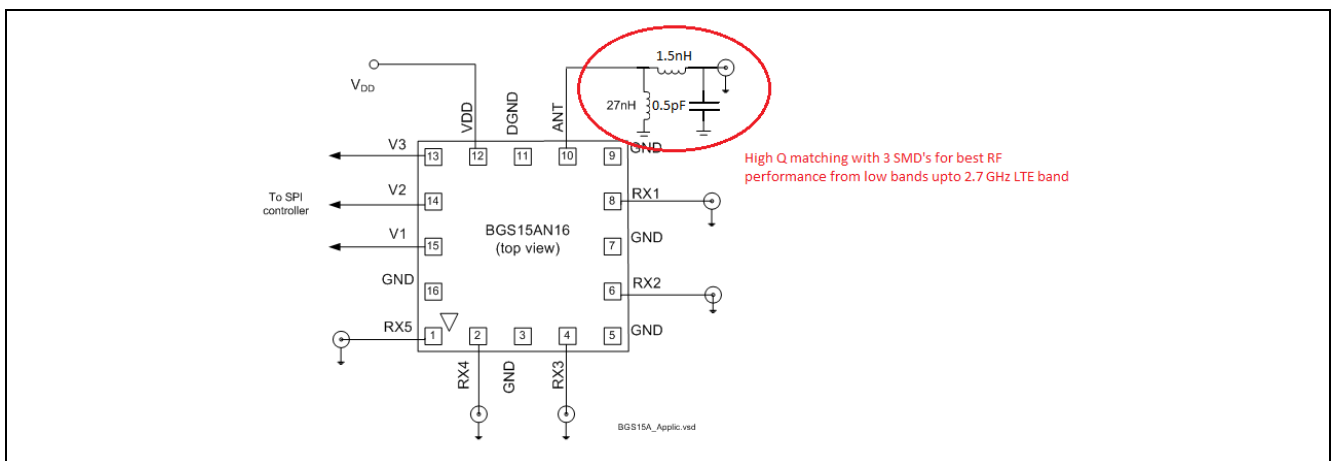 1.5nH
V_DD
27nH
0.5pF
VDD
DGND
ANT
V3
13
12
11
10
9
GND
High Q matching with 3 SMD's for best RF
performance from low bands upto 2.7 GHz LTE band
V2
14
8
RX1
To SPI
controller
BGS15AN16
(top view)
V1
15
7
GND
GND
16
6
RX2
RX5
1
2
3
4
5
GND
RX4
GND
RX3
BGS15A_Applic.vsd